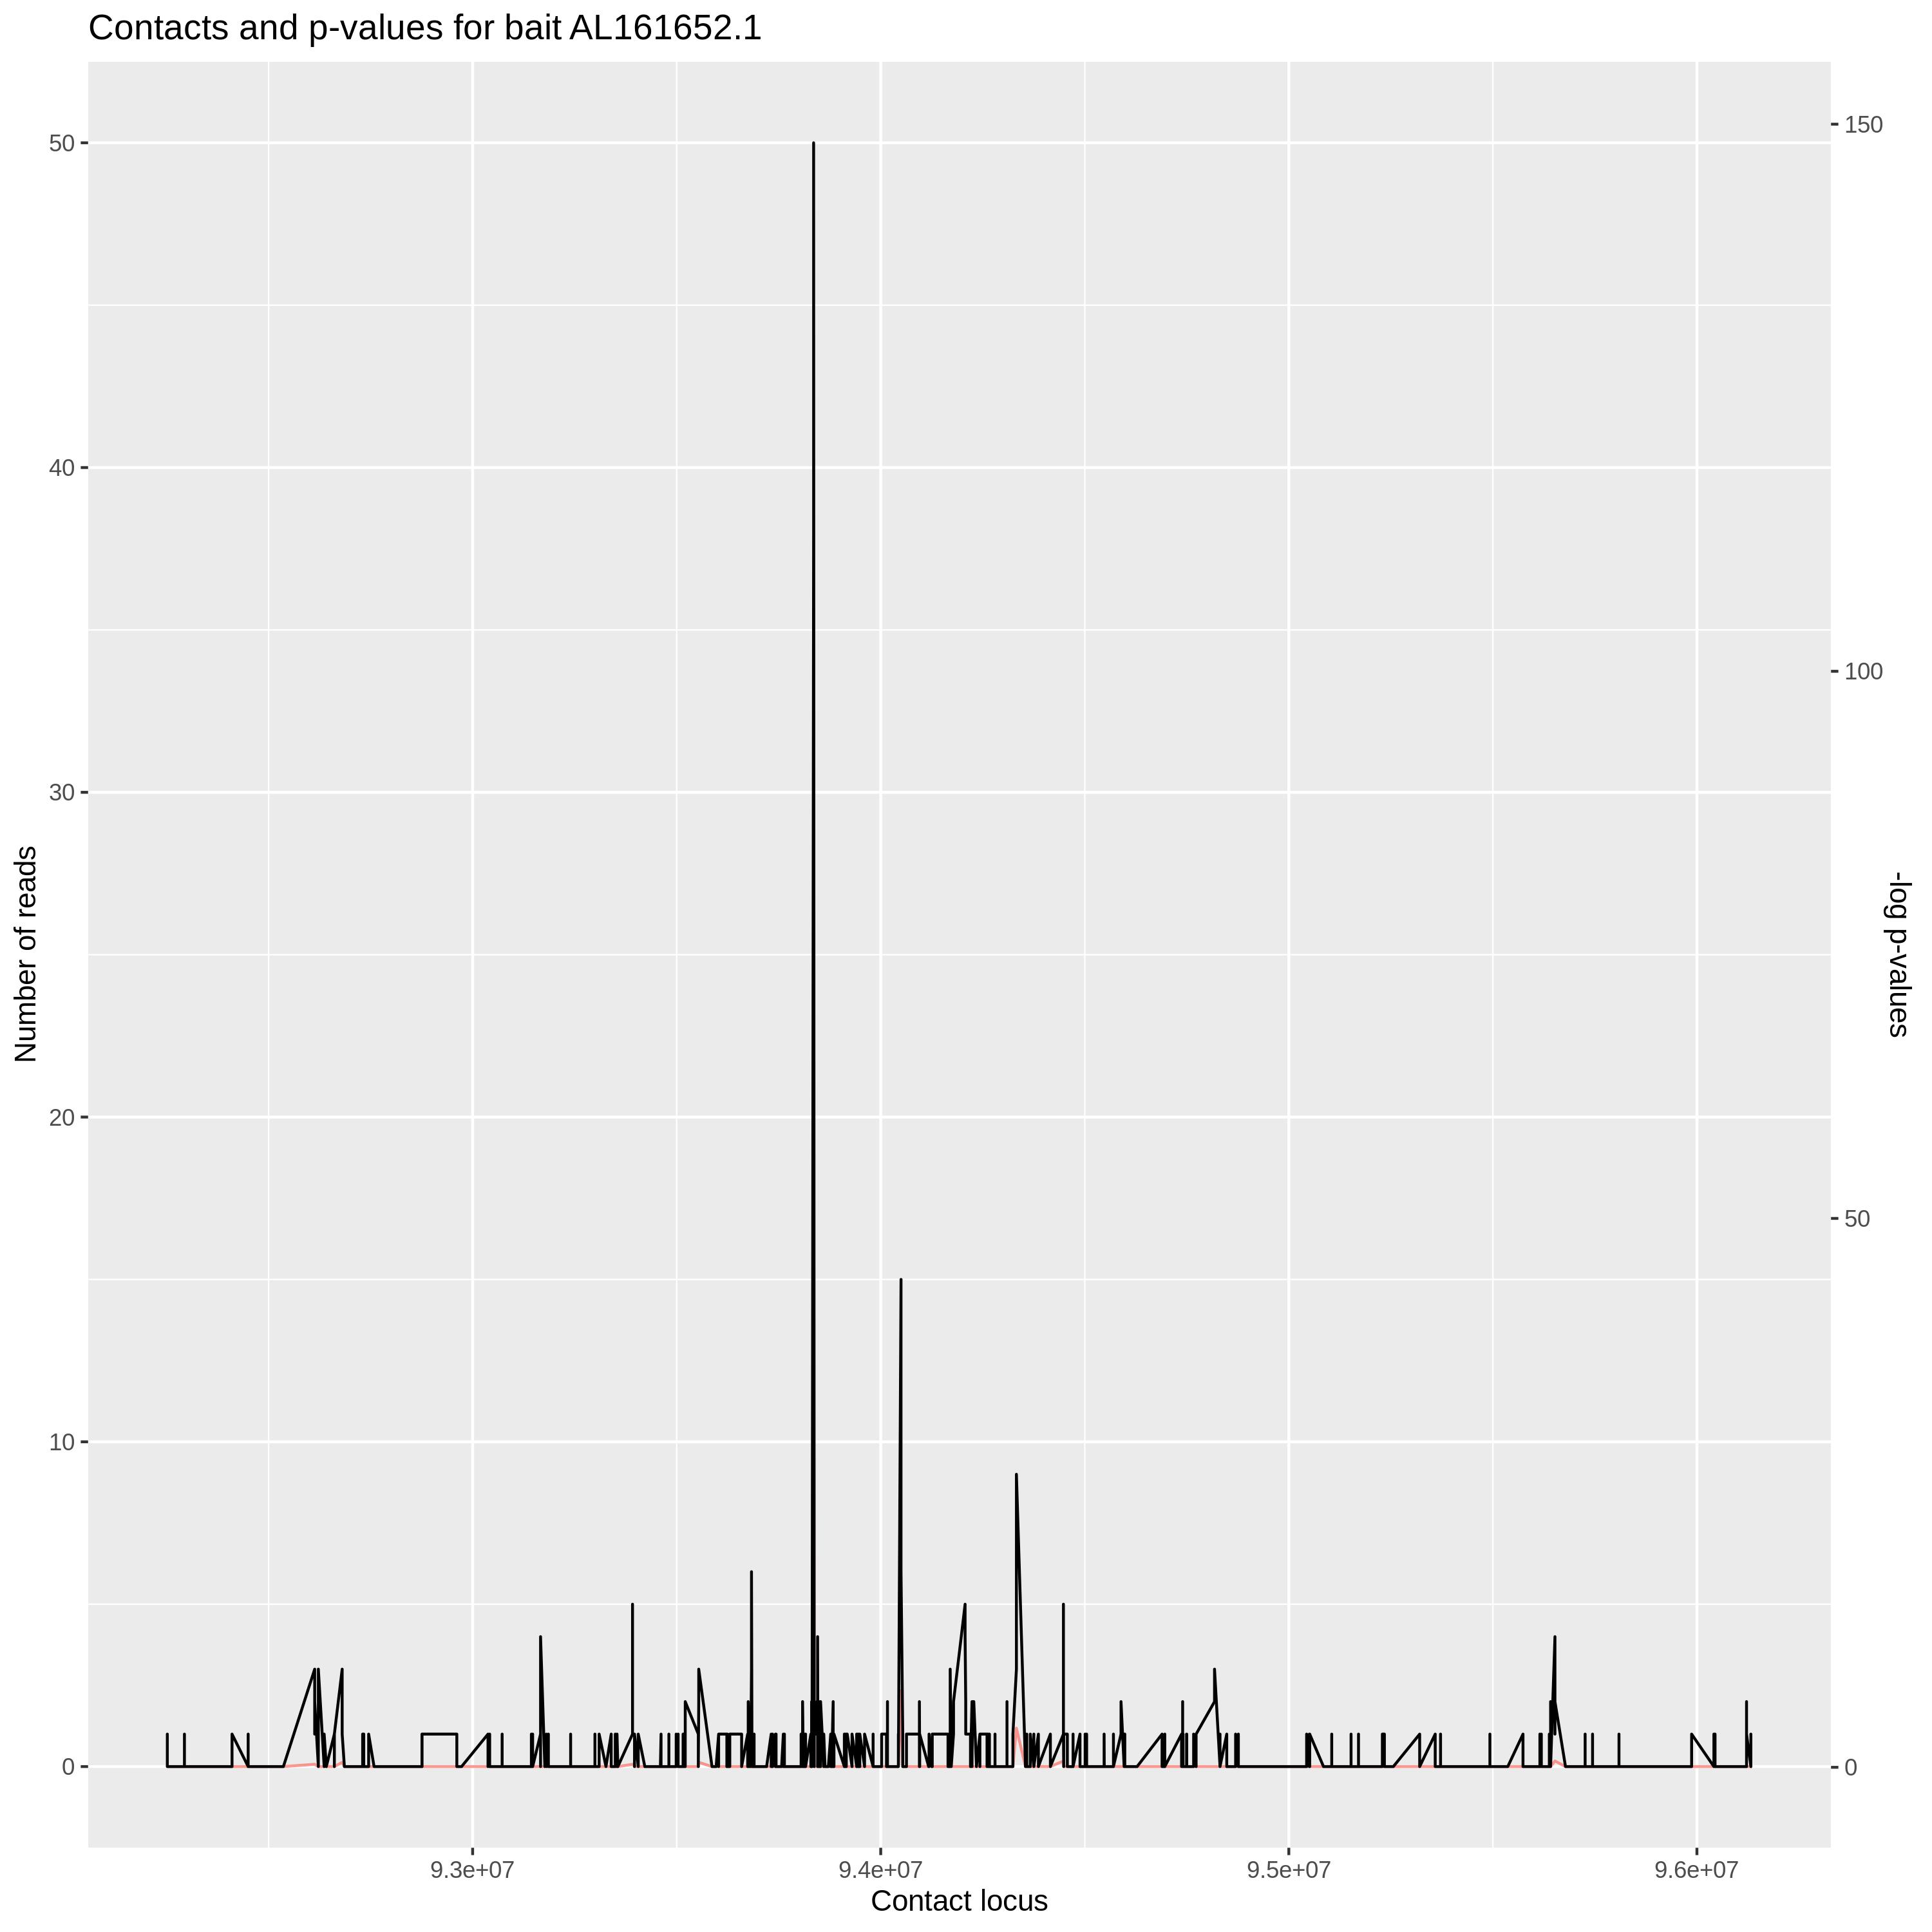 Contacts and p-values for bait AL161652.1
50
40
30
20
10
0
Number of reads
150
100
50
0
-log p-values
9.3e+07
9.4e+07
9.5e+07
9.6e+07
Contact locus